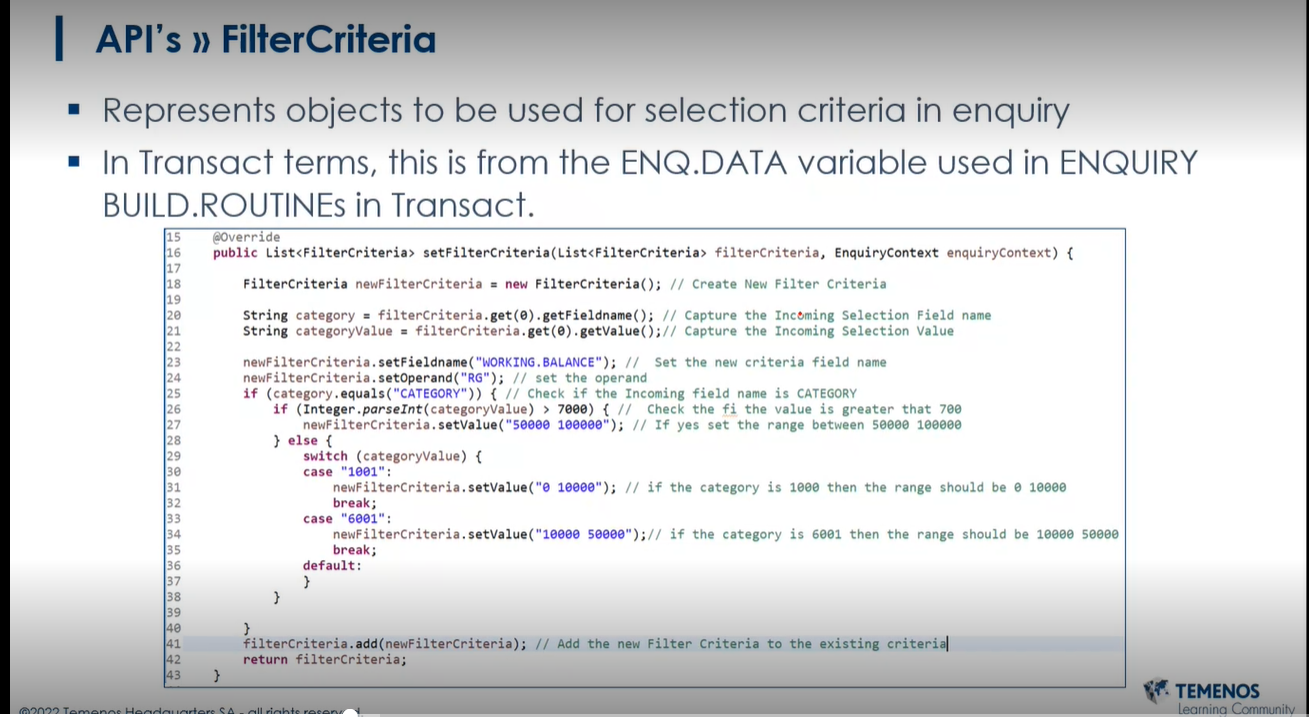 API's » FilterCriteria
▪ Represents objects to be used for selection criteria in enquiry
▪ In Transact terms, this is from the ENQ.DATA variable used in ENQUIRY
BUILD.ROUTINEs in Transact.
15 @Override
16 public List<FilterCriteria> setFilterCriteria(List<FilterCriteria> filterCriteria, EnquiryContext enquiryContext) {
17
18 FilterCriteria newFilterCriteria = new FilterCriteria(); // Create New Filter Criteria
19
20 String category = filterCriteria.get(0).getFieldname(); // Capture the Incoming Selection Field name
21 String categoryValue = filterCriteria.get(0).getValue();// Capture the Incoming Selection Value
22
23 newFilterCriteria.setFieldname("WORKING.BALANCE"); // Set the new criteria field name
24 newFilterCriteria.setOperand("RG"); // set the operand
25 if (category.equals("CATEGORY")) { // Check if the Incoming field name is CATEGORY
26 if (Integer.parseInt(categoryValue) > 7000) { // Check the fi the value is greater that 700
27 newFilterCriteria.setValue("50000 100000"); // If yes set the range between 50000 100000
28 } else {
29 switch (categoryValue) {
30 case "1001":
31 newFilterCriteria.setValue("0 10000"); // if the category is 1000 then the range should be 0 10000
32 break;
33 case "6001":
34 newFilterCriteria.setValue("10000 50000");// if the category is 6001 then the range should be 10000 50000
35 break;
36 default:
37 }
38 }
39
40 }
41 filterCriteria.add(newFilterCriteria); // Add the new Filter Criteria to the existing criteria
42 return filterCriteria;
43 }
TEMENOS
Learning Community
©2022 Temenos Headquarters SA - all rights